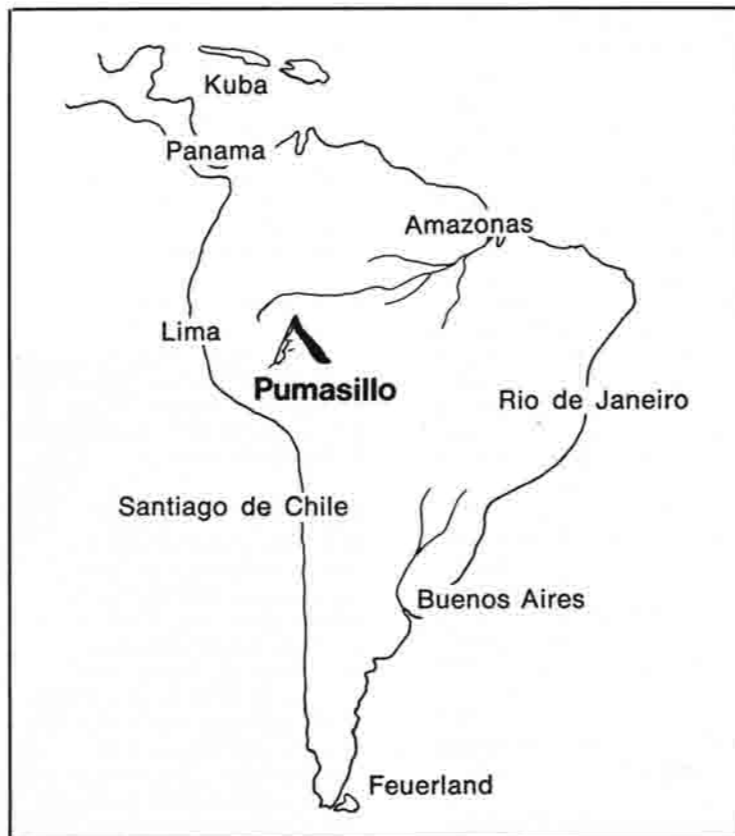 Kuba
Panama
Amazonas
Lima
Pumasillo
Rio de Janeiro
Santiago de Chile
Buenos Aires
Feuerland